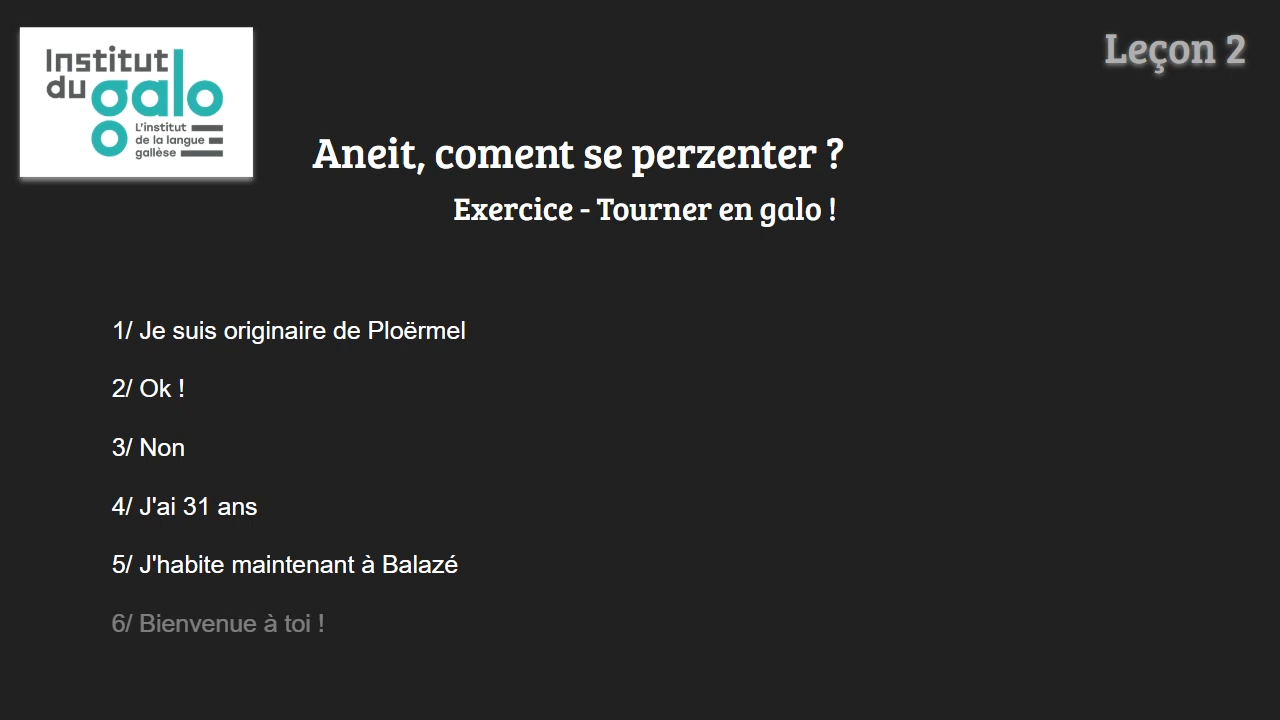 Institut
du galo
L'institut
de la langue
gallèse
Leçon 2
Aneit, coment se perzenter ?
Exercice - Tourner en galo !
1/ Je suis originaire de Ploërmel
2/ Ok !
3/ Non
4/ J'ai 31 ans
5/ J'habite maintenant à Balazé
6/ Bienvenue à toi !